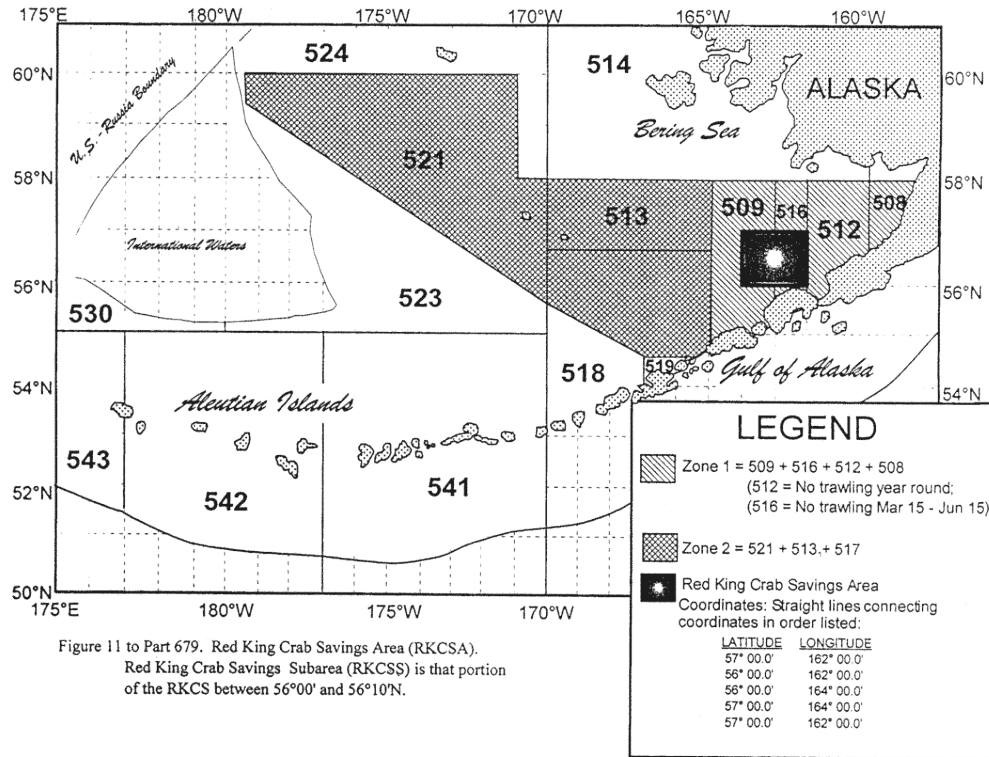 175°E 180°W 175°W 170°W 165°W 160°W
60°N
58°N
56°N
54°N
52°N
50°N
60°N
58°N
56°N
54°N
U.S.-Russia Boundary
524
514
ALASKA
Bering Sea
521
513
509
516
512
508
International Waters
530
523
518
519
Gulf of Alaska
Aleutian Islands
543
542
541
175°E 180°W 175°W 170°W
LEGEND
Zone 1 = 509 + 516 + 512 + 508
(512 = No trawling year round;
(516 = No trawling Mar 15 - Jun 15)
Zone 2 = 521 + 513,+ 517
Red King Crab Savings Area
Coordinates: Straight lines connecting
coordinates in order listed:
LATITUDE LONGITUDE
57° 00.0' 162° 00.0'
56° 00.0' 162° 00.0'
56° 00.0' 164° 00.0'
57° 00.0' 164° 00.0'
57° 00.0' 162° 00.0'
Figure 11 to Part 679. Red King Crab Savings Area (RKCSA).
Red King Crab Savings Subarea (RKCSS) is that portion
of the RKCS between 56°00' and 56°10'N.